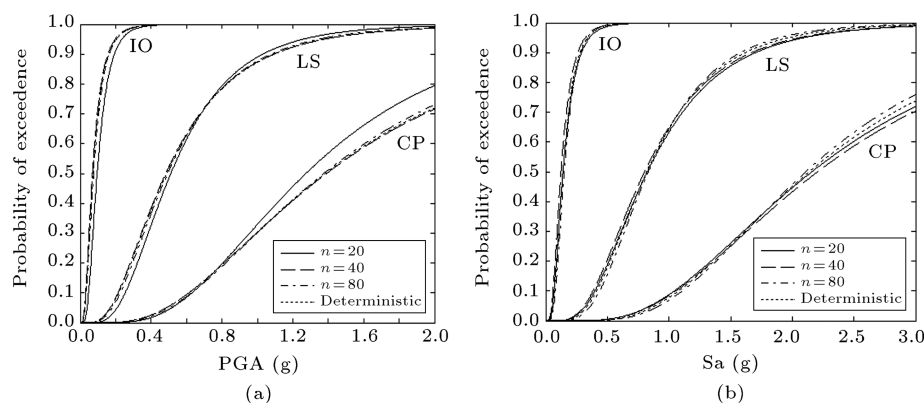 1.0
0.9
0.8
0.7
0.6
0.5
0.4
0.3
0.2
0.1
0.0
Probability of exceedence
IO
LS
CP
n=20
n=40
n=80
Deterministic
0.0 0.4 0.8 1.2 1.6 2.0
PGA (g)
(a)
1.0
0.9
0.8
0.7
0.6
0.5
0.4
0.3
0.2
0.1
0.0
Probability of exceedence
IO
LS
CP
n=20
n=40
n=80
Deterministic
0.0 0.5 1.0 1.5 2.0 2.5 3.0
Sa (g)
(b)